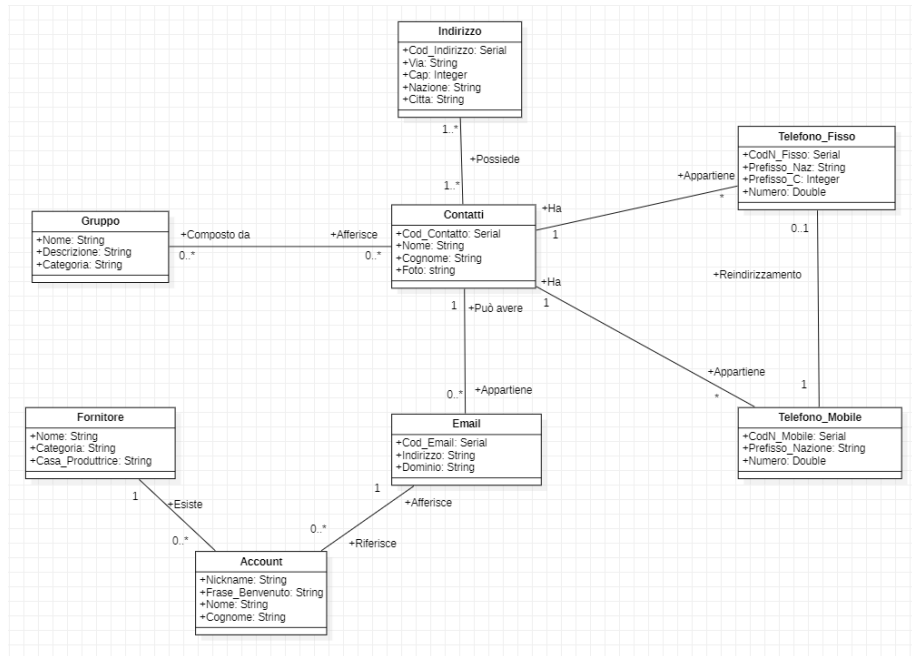 Indirizzo
+Cod_Indirizzo: Serial
+Via: String
+Cap: Integer
+Nazione: String
+Citta: String
1..*
+Possiede
1..*
Telefono_Fisso
+CodN_Fisso: Serial
+Prefisso_Naz: String
+Prefisso_C: Integer
+Numero: Double
+Appartiene
*
+Ha
1
0..1
+Reindirizzamento
1
Gruppo
+Nome: String
+Descrizione: String
+Categoria: String
+Composto da
0..*
+Afferisce
0..*
Contatti
+Cod_Contatto: Serial
+Nome: String
+Cognome: String
+Foto: string
+Ha
1
1
+Può avere
+Appartiene
*
0..*
+Appartiene
Fornitore
+Nome: String
+Categoria: String
+Casa_Produttrice: String
Email
+Cod_Email: Serial
+Indirizzo: String
+Dominio: String
Telefono_Mobile
+CodN_Mobile: Serial
+Prefisso_Nazione: String
+Numero: Double
1
+Esiste
0..*
1
+Afferisce
0..*
+Riferisce
Account
+Nickname: String
+Frase_Benvenuto: String
+Nome: String
+Cognome: String